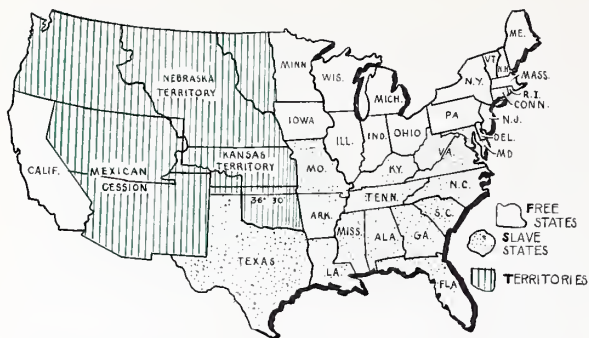 ME.
VT.
N.H.
MINN.
WIS.
MICH.
N.Y.
MASS.
R.I.
CONN.
NEBRASKA
TERRITORY
IOWA
PA
N.J.
ILL.
IND.
OHIO
DEL.
MD
CALIF.
MEXICAN
CESSION
KANSAS
TERRITORY
MO.
KY.
VA.
36° 30'
TENN.
N.C.
ARK.
S.C.
MISS.
ALA.
GA.
TEXAS
LA.
FLA.
FREE
STATES
SLAVE
STATES
TERRITORIES